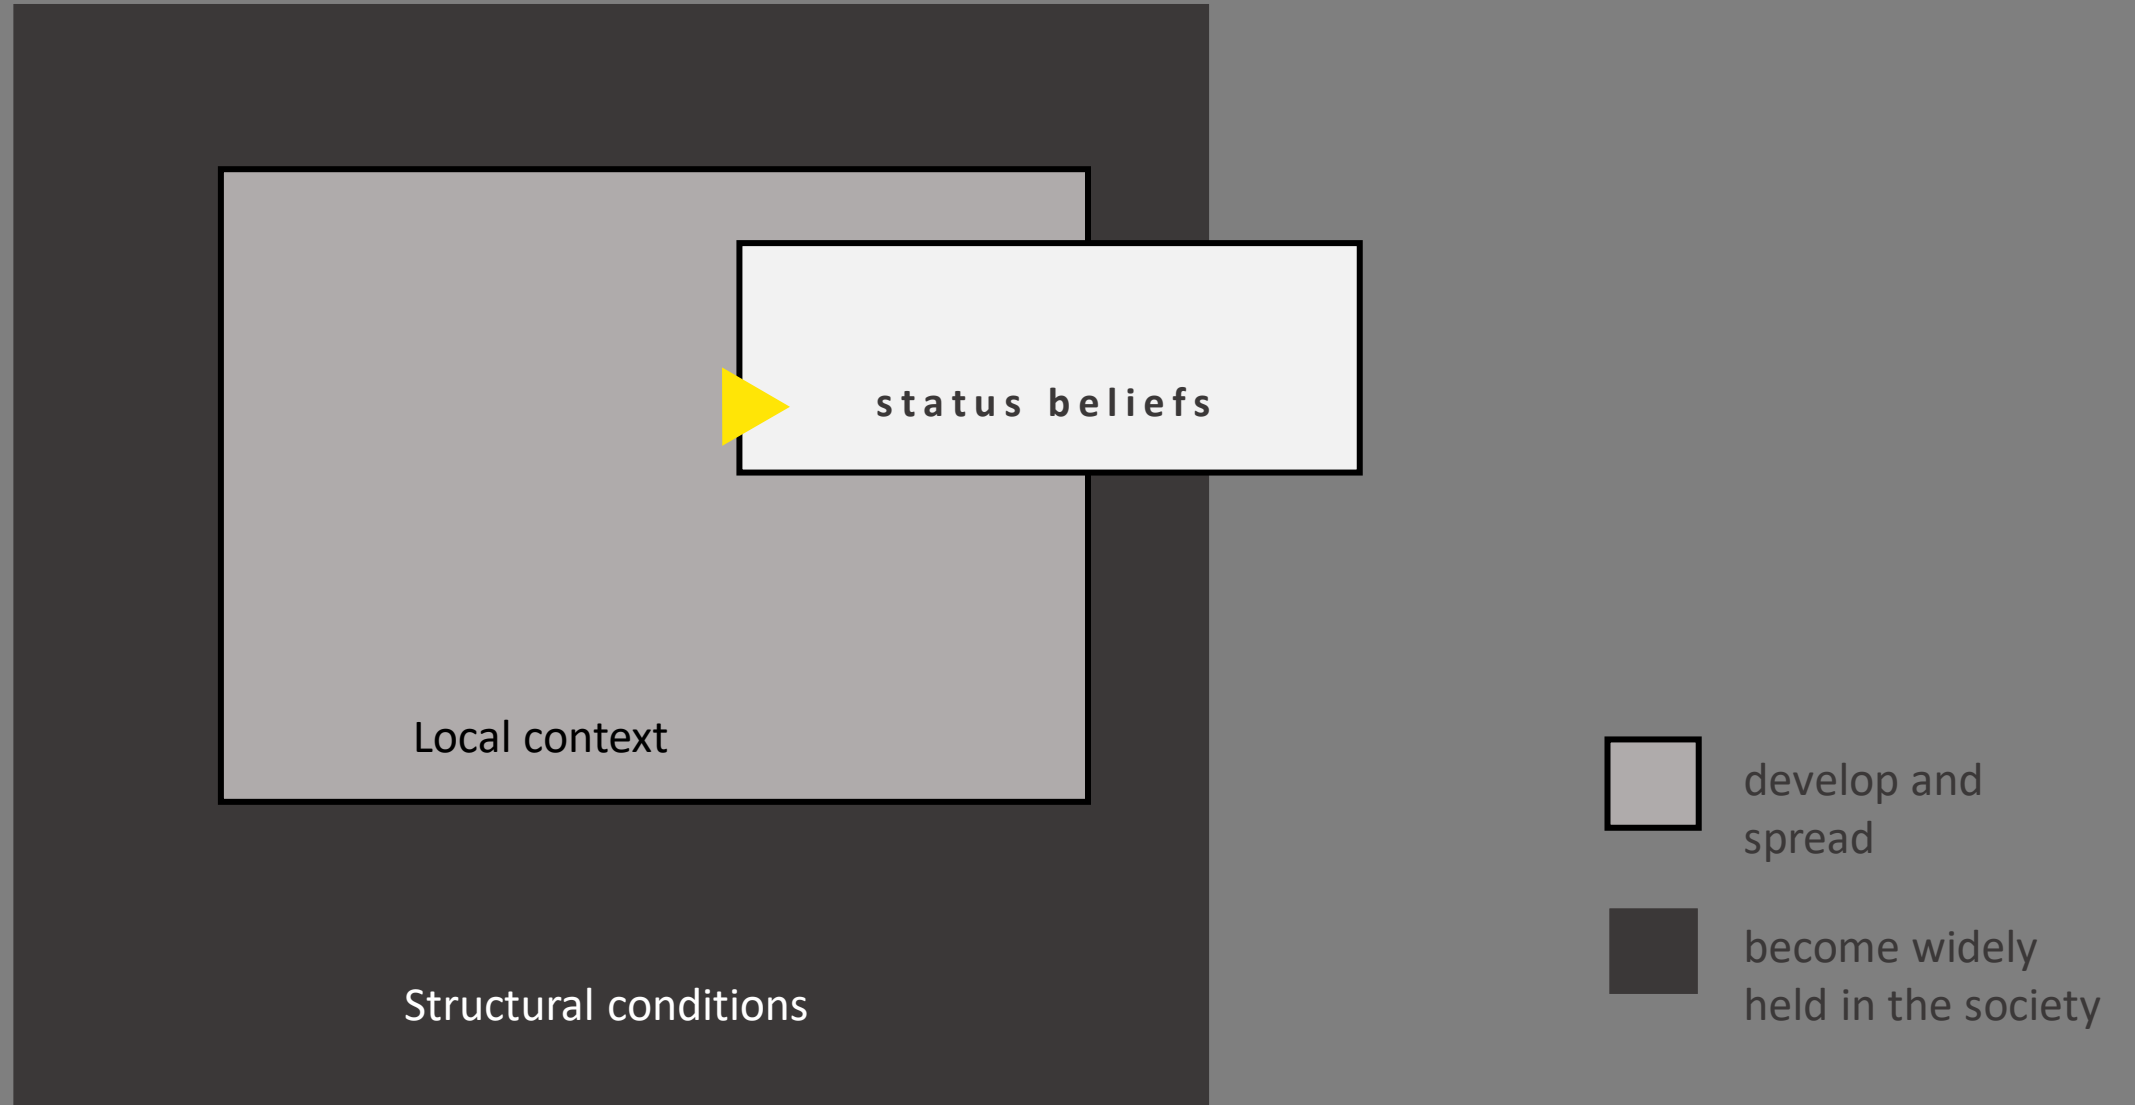 status beliefs
Local context
develop and
spread
become widely
held in the society
Structural conditions